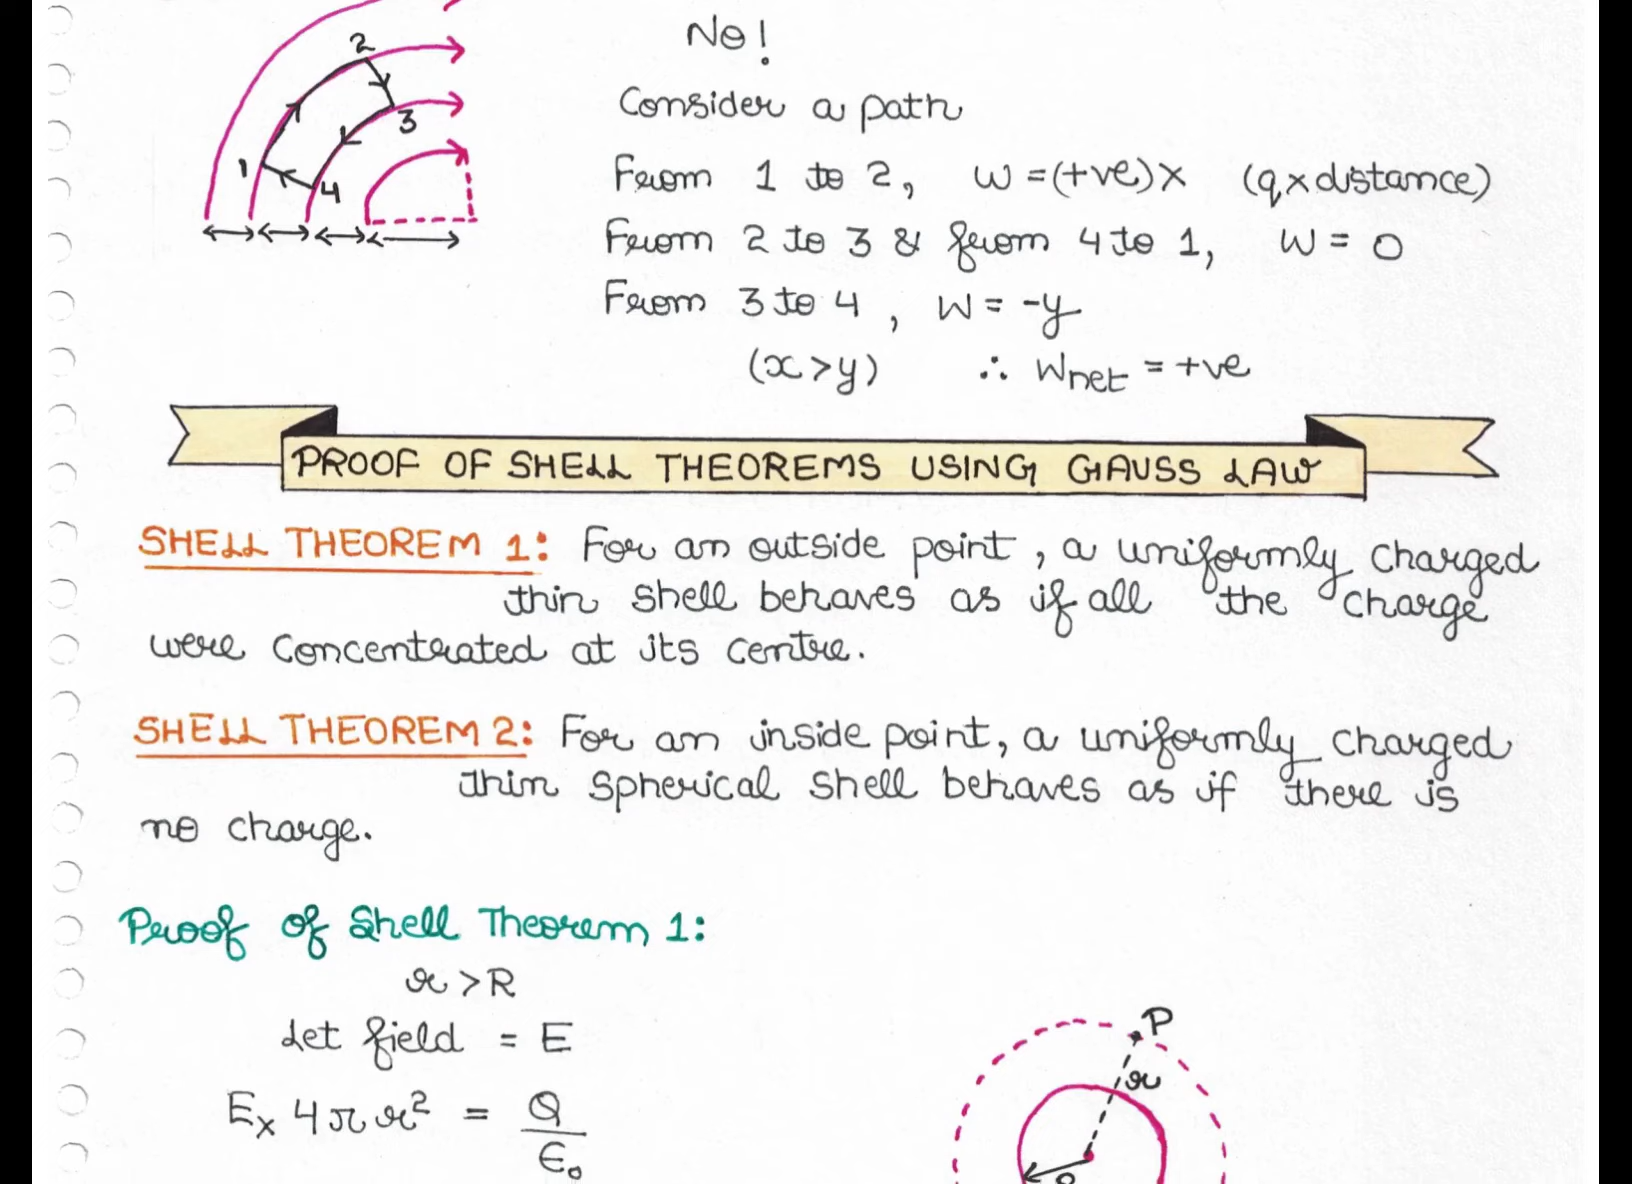 No!
Consider a path
From 1 to 2, W = (+ve) × (q × distance)
From 2 to 3 & from 4 to 1, W = 0
From 3 to 4, W = -y
(x > y) ∴ Wnet = +ve
1
2
3
4
PROOF OF SHELL THEOREMS USING GAUSS LAW
SHELL THEOREM 1: For an outside point, a uniformly charged
thin shell behaves as if all the charge
were concentrated at its centre.
SHELL THEOREM 2: For an inside point, a uniformly charged
thin spherical shell behaves as if there is
no charge.
Proof of Shell Theorem 1:
r > R
Let field = E
E × 4πr² = Q/ϵ₀
P
r